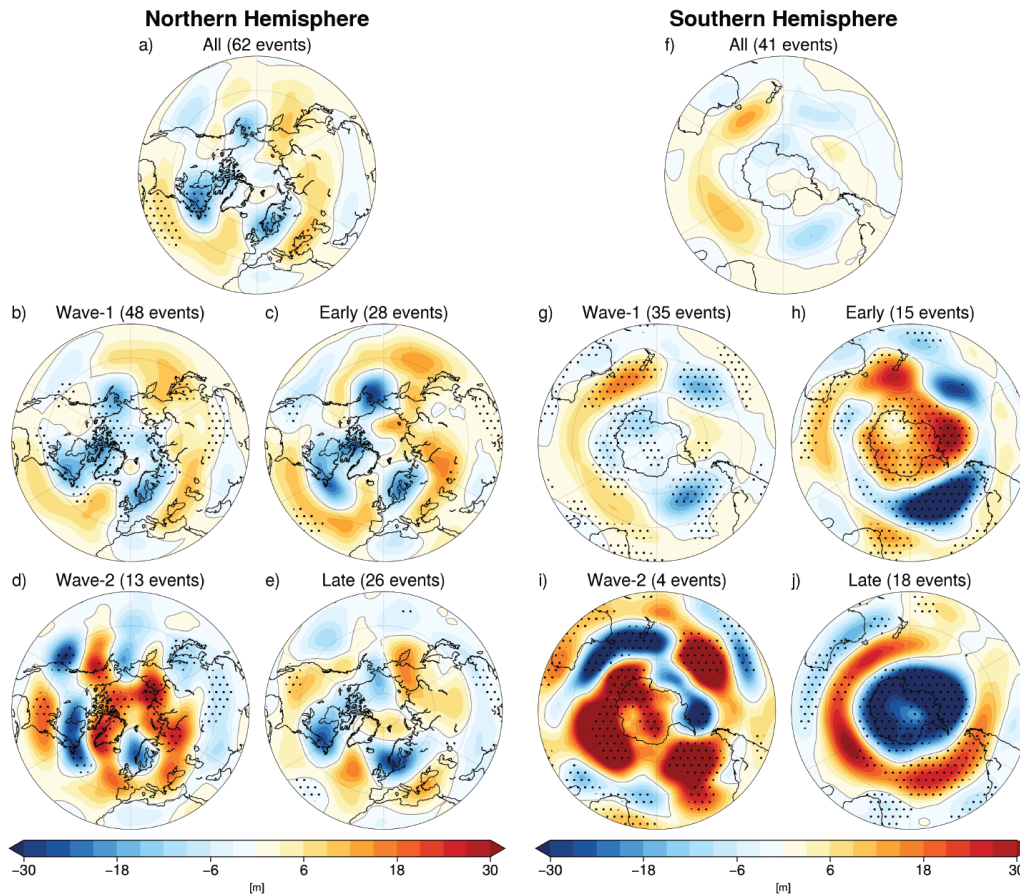 Northern Hemisphere
Southern Hemisphere
a) All (62 events)
f) All (41 events)
b) Wave-1 (48 events)
c) Early (28 events)
g) Wave-1 (35 events)
h) Early (15 events)
d) Wave-2 (13 events)
e) Late (26 events)
i) Wave-2 (4 events)
j) Late (18 events)
−30 −18 −6 6 18 30
[m]
−30 −18 −6 6 18 30
[m]